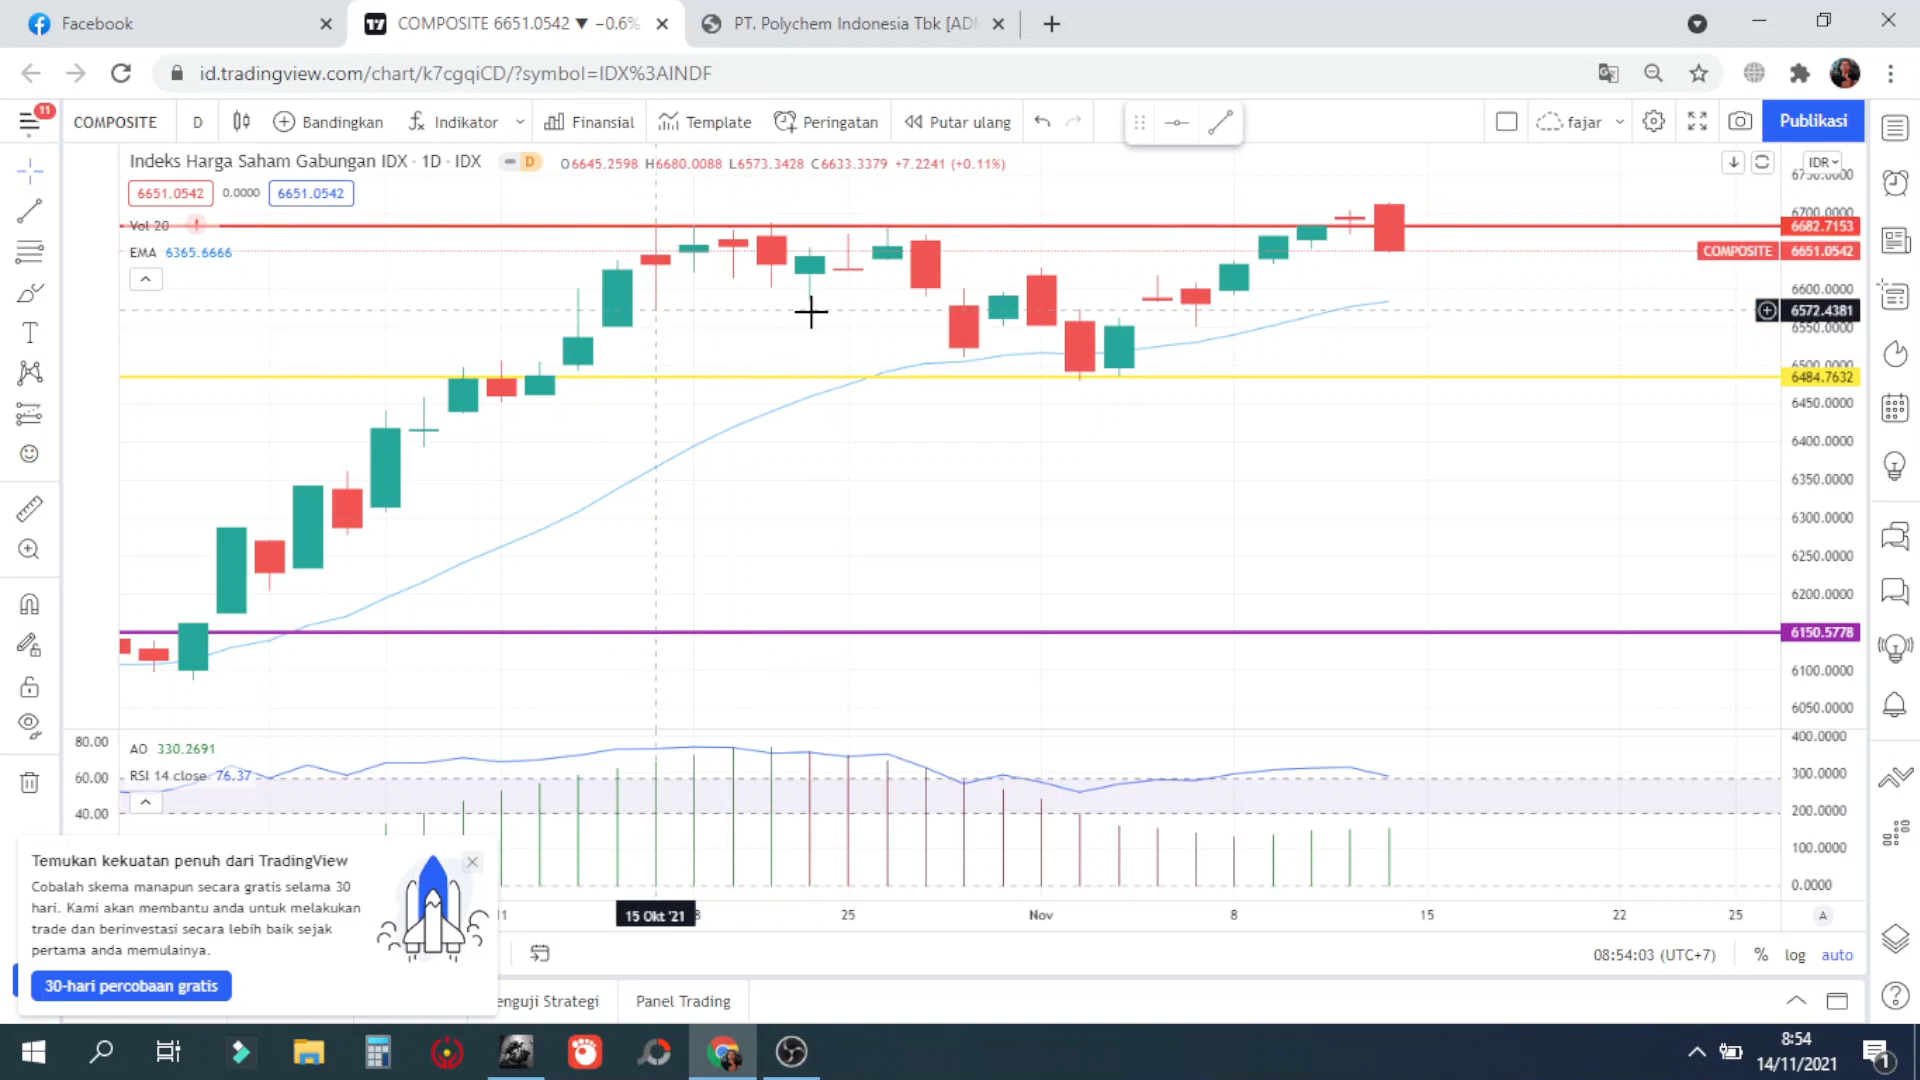 Facebook
COMPOSITE 6651.0542 ▼ −0.6%
PT. Polychem Indonesia Tbk [ADM
id.tradingview.com/chart/k7cgqiCD/?symbol=IDX%3AINDF
11
COMPOSITE
D
Bandingkan
Indikator
Finansial
Template
Peringatan
Putar ulang
fajar
Publikasi
Indeks Harga Saham Gabungan IDX · 1D · IDX
D
O6645.2598 H6680.0088 L6573.3428 C6633.3379 +7.2241 (+0.11%)
IDR
6651.0542 0.0000 6651.0542
Vol 20
EMA 6365.6666
6750.0000
6700.0000
6682.7153
COMPOSITE 6651.0542
6600.0000
6572.4381
6550.0000
6500.0000
6484.7632
6450.0000
6400.0000
6350.0000
6300.0000
6250.0000
6200.0000
6150.5778
6100.0000
6050.0000
80.00
60.00
40.00
AO 330.2691
RSI 14 close 76.37
400.0000
300.0000
200.0000
100.0000
0.0000
11
15 Okt '21
8
25
Nov
8
15
22
25
A
Temukan kekuatan penuh dari TradingView
Cobalah skema manapun secara gratis selama 30
hari. Kami akan membantu anda untuk melakukan
trade dan berinvestasi secara lebih baik sejak
pertama anda memulainya.
30-hari percobaan gratis
08:54:03 (UTC+7)
%
log
auto
enguji Strategi
Panel Trading
8:54
14/11/2021
1